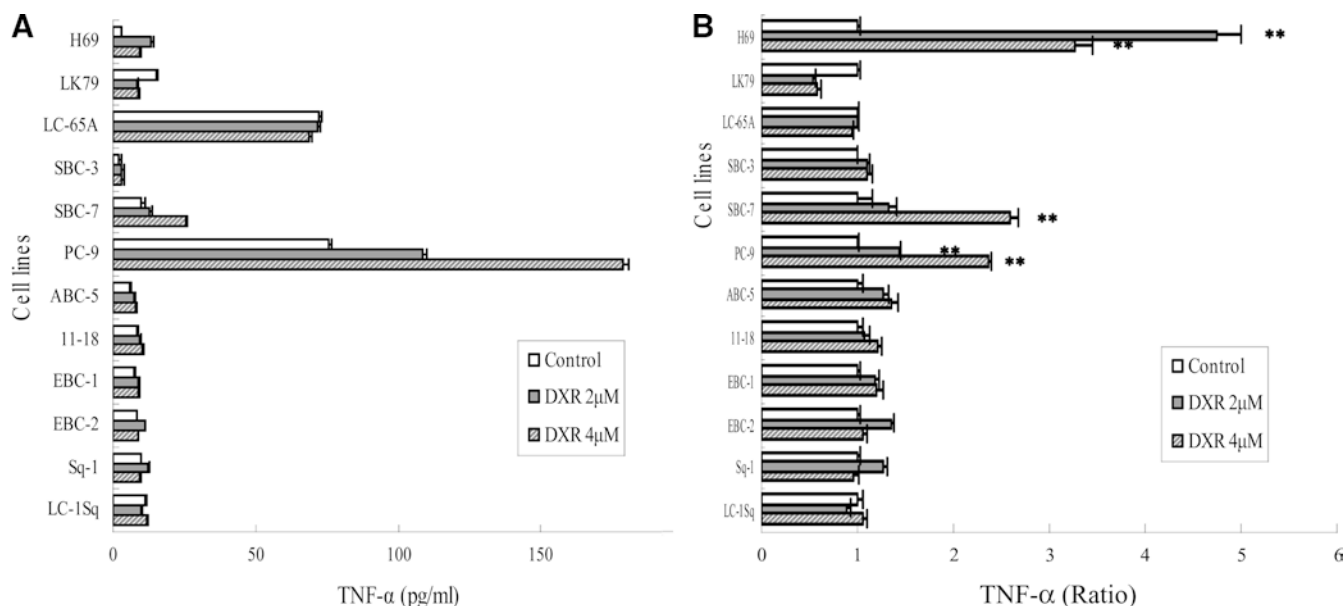 A
H69
LK79
LC-65A
SBC-3
SBC-7
PC-9
ABC-5
11-18
EBC-1
EBC-2
Sq-1
LC-1Sq
Cell lines
Control
DXR 2μM
DXR 4μM
0 50 100 150
TNF-α (pg/ml)
B
H69
LK79
LC-65A
SBC-3
SBC-7
PC-9
ABC-5
11-18
EBC-1
EBC-2
Sq-1
LC-1Sq
Cell lines
**
**
**
**
**
Control
DXR 2μM
DXR 4μM
0 1 2 3 4 5 6
TNF-α (Ratio)